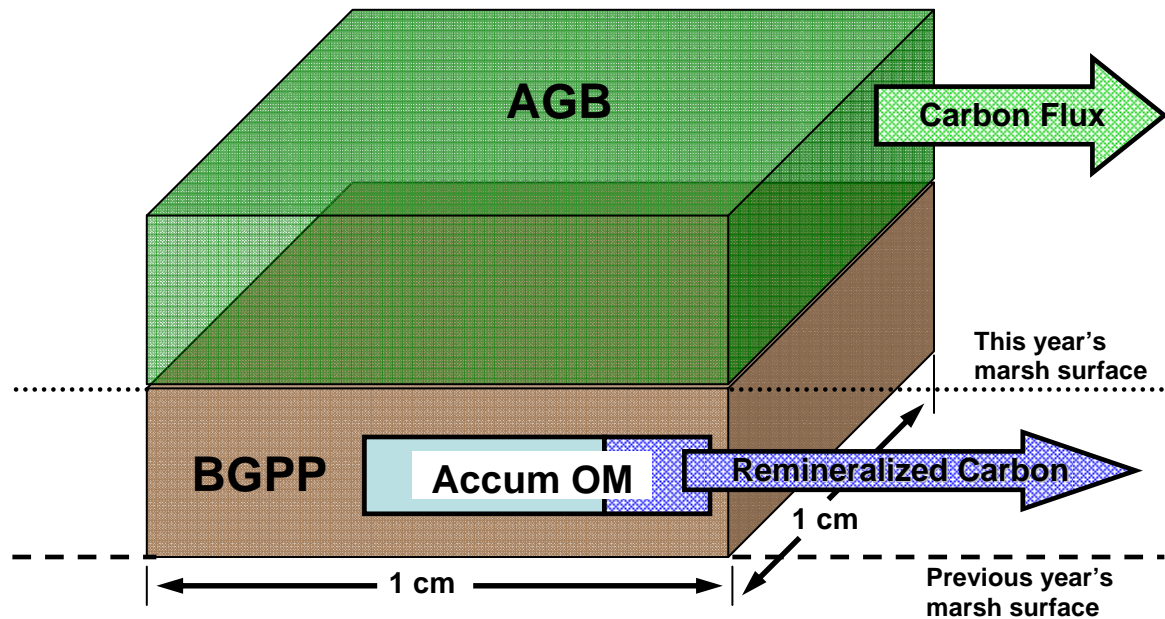 AGB
Carbon Flux
This year's
marsh surface
BGPP
Accum OM
Remineralized Carbon
1 cm
1 cm
Previous year's
marsh surface